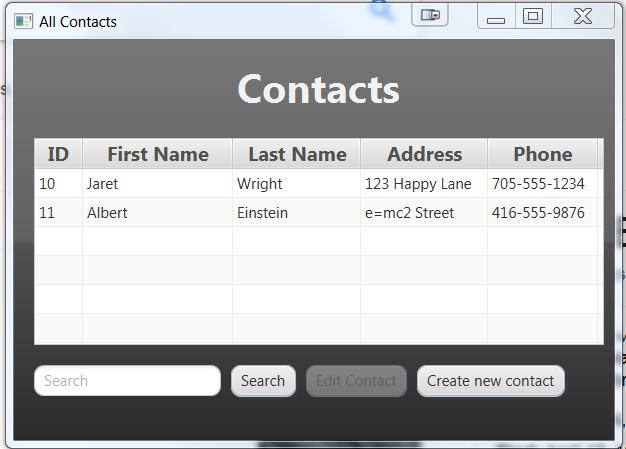 All Contacts
Contacts
ID First Name Last Name Address Phone
10 Jaret Wright 123 Happy Lane 705-555-1234
11 Albert Einstein e=mc2 Street 416-555-9876
Search Search Edit Contact Create new contact